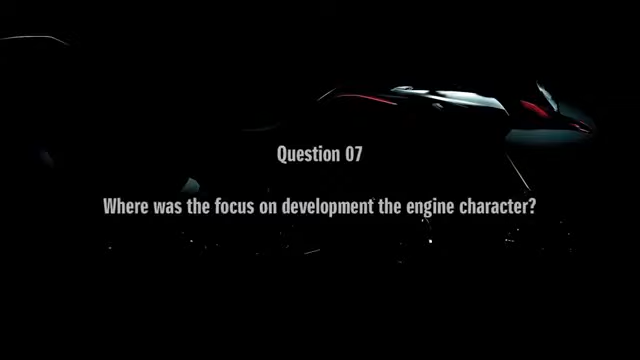 Question 07
Where was the focus on development the engine character?